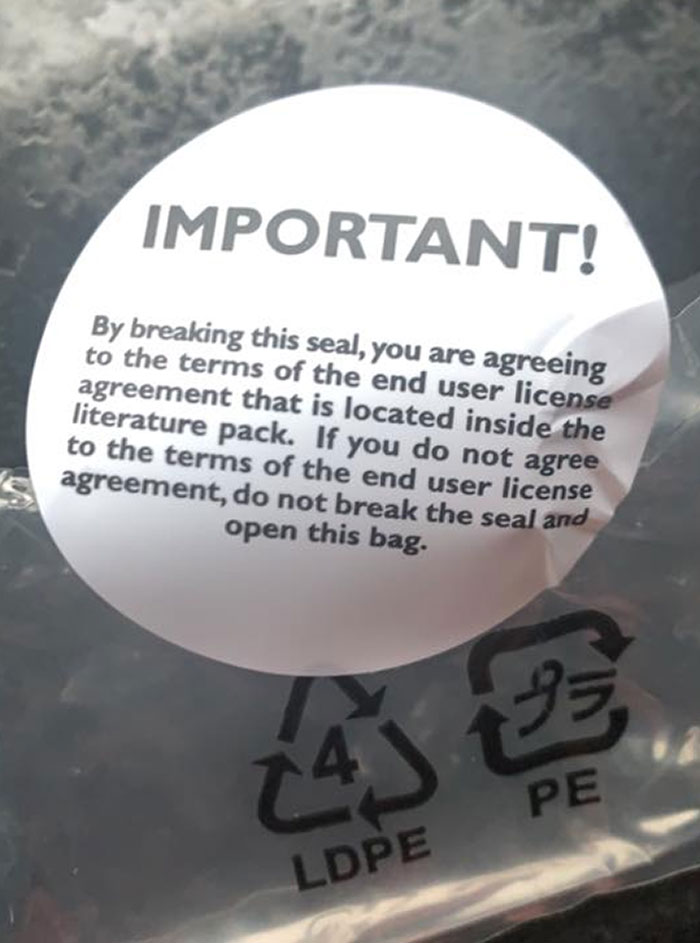 IMPORTANT!
By breaking this seal, you are agreeing
to the terms of the end user license
agreement that is located inside the
literature pack.  If you do not agree
to the terms of the end user license
agreement, do not break the seal and
open this bag.
4
LDPE
プラ
PE